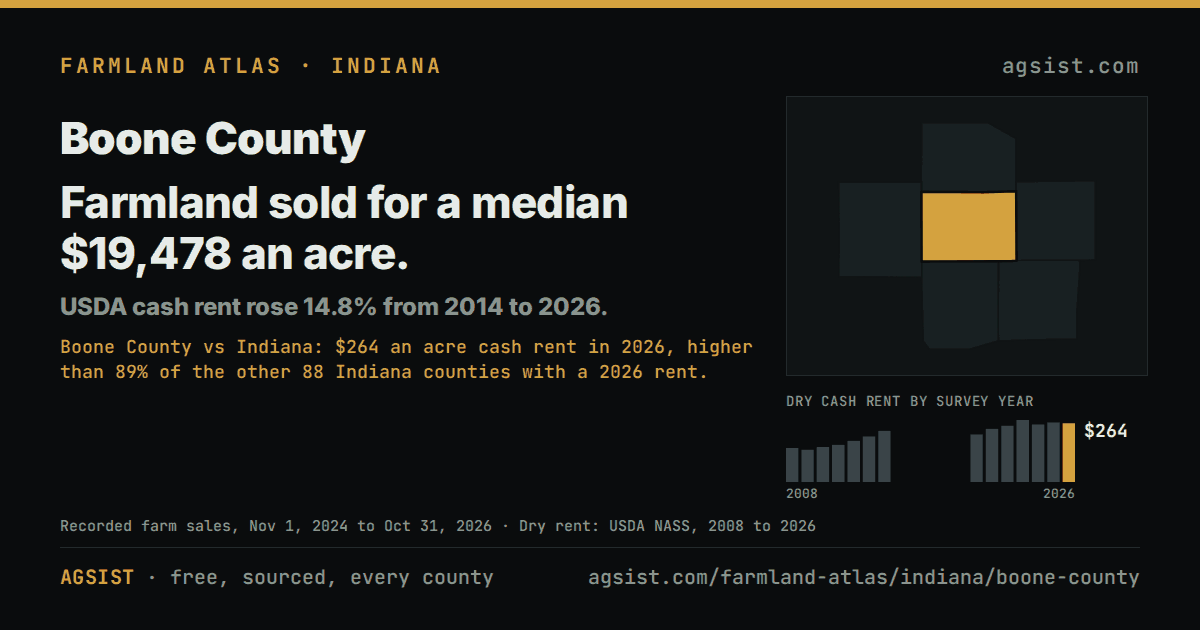 FARMLAND ATLAS · INDIANA
agsist.com
Boone County
Farmland sold for a median
$19,478 an acre.
USDA cash rent rose 14.8% from 2014 to 2026.
Boone County vs Indiana: $264 an acre cash rent in 2026, higher
than 89% of the other 88 Indiana counties with a 2026 rent.
DRY CASH RENT BY SURVEY YEAR
$264
2008
2026
Recorded farm sales, Nov 1, 2024 to Oct 31, 2026 · Dry rent: USDA NASS, 2008 to 2026
AGSIST · free, sourced, every county
agsist.com/farmland-atlas/indiana/boone-county